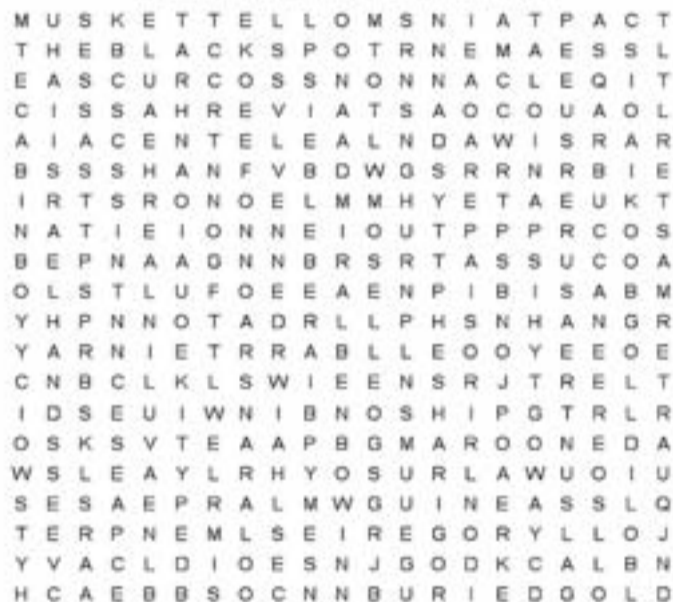 M U S K E T T E L L O M S N I A T P A C T
T H E B L A C K S P O T R N E M A E S S L
E A S C U R C O S S N O N N A C L E Q I T
C I S S A H R E V I A T S A O C O U A O L
A I A C E N T E L E A L N D A W I S R A R
B S S S H A N F V B D W G S R R N R B I E
I R T S R O N O E L M M H Y E T A E U K T
N A T I E I O N N E I O U T P P P R C O S
B E P N A A G N N B R S R T A S S U C O A
O L S T L U F O E E A E N P I B I S A B M
Y H P N N O T A D R L L P H S N H A N G R
Y A R N I E T R R A B L L E O O Y E E O E
C N B C L K L S W I E E N S R J T R E L T
I D S E U I W N I B N O S H I P G T R L R
O S K S V T E A A P B G M A R O O N E D A
W S L E A Y L R H Y O S U R L A W U O I U
S E S A E P R A L M W G U I N E A S S L Q
T E R P N E M L S E I R E G O R Y L L O J
Y V A C L D I O E S N J G O D K C A L B N
H C A E B B S O C N N B U R I E D G O L D